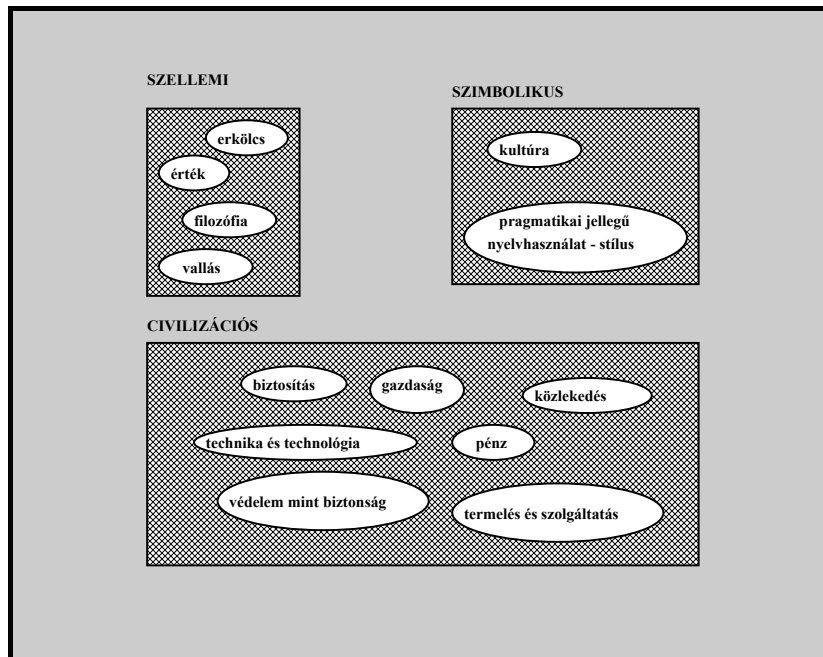 SZELLEMI
erkölcs
érték
filozófia
vallás
SZIMBOLIKUS
kultúra
pragmatikai jellegű
nyelvhasználat - stílus
CIVILIZÁCIÓS
biztosítás
gazdaság
közlekedés
technika és technológia
pénz
védelem mint biztonság
termelés és szolgáltatás